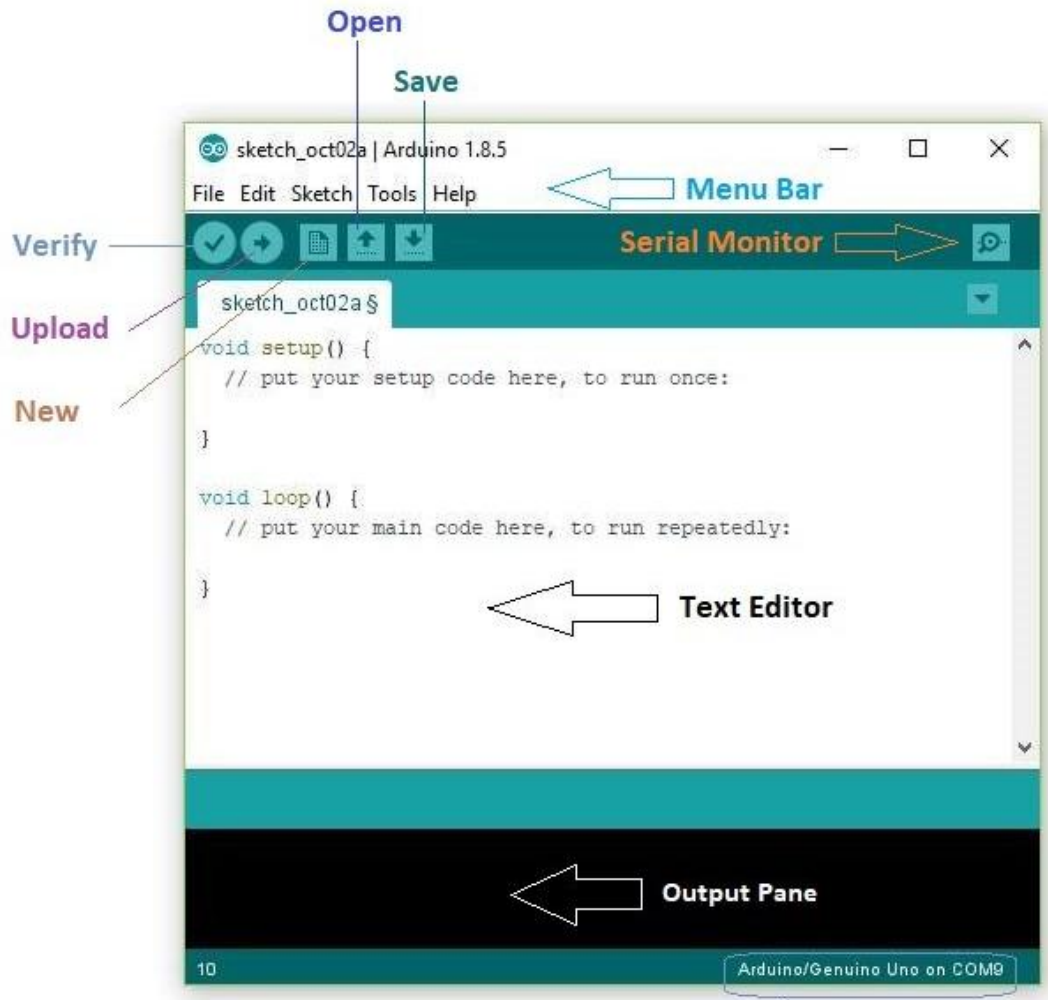 Open
Save
sketch_oct02a | Arduino 1.8.5
File Edit Sketch Tools Help
Menu Bar
Verify
Serial Monitor
sketch_oct02a §
Upload
void setup() {
// put your setup code here, to run once:
New
}
void loop() {
// put your main code here, to run repeatedly:
}
Text Editor
Output Pane
10
Arduino/Genuino Uno on COM9